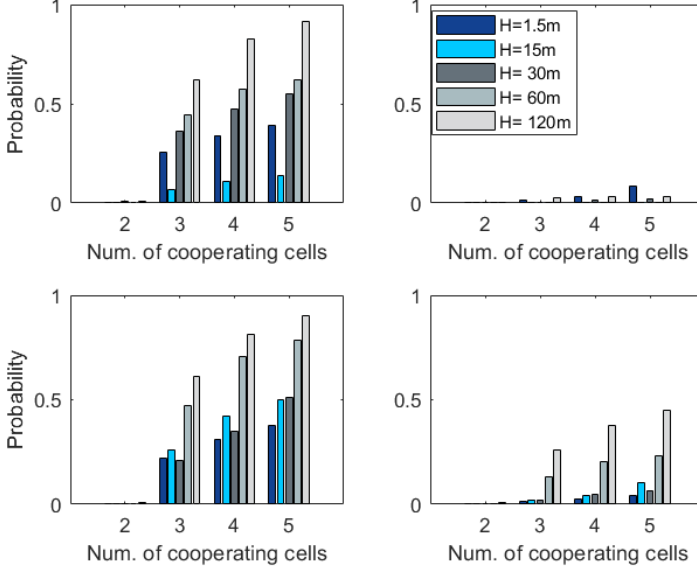 1
0.5
0
Probability
2 3 4 5
Num. of cooperating cells
1
0.5
0
H=1.5m
H=15m
H= 30m
H= 60m
H= 120m
2 3 4 5
Num. of cooperating cells
1
0.5
0
Probability
2 3 4 5
Num. of cooperating cells
1
0.5
0
2 3 4 5
Num. of cooperating cells